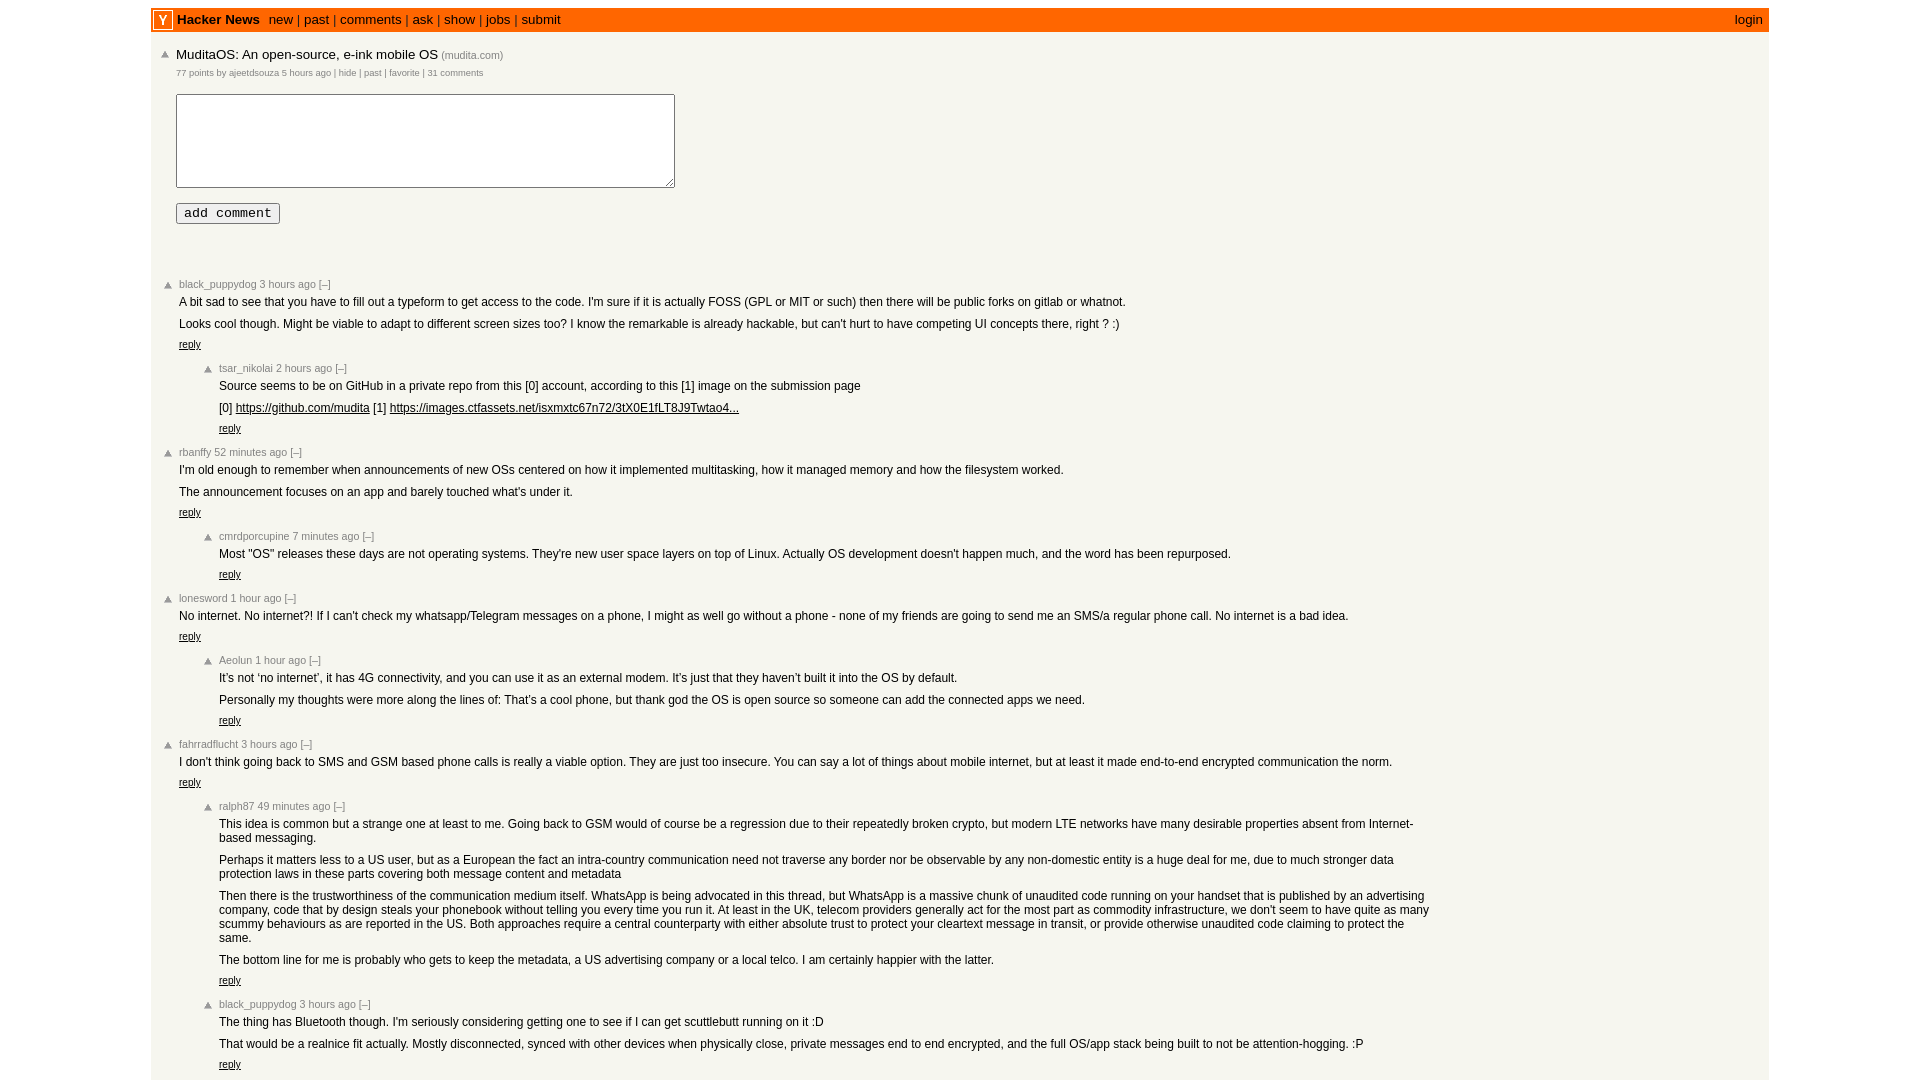 Y Hacker News new | past | comments | ask | show | jobs | submit login
MuditaOS: An open-source, e-ink mobile OS (mudita.com)
77 points by ajeetdsouza 5 hours ago | hide | past | favorite | 31 comments
add comment
black_puppydog 3 hours ago [–]
A bit sad to see that you have to fill out a typeform to get access to the code. I'm sure if it is actually FOSS (GPL or MIT or such) then there will be public forks on gitlab or whatnot.
Looks cool though. Might be viable to adapt to different screen sizes too? I know the remarkable is already hackable, but can't hurt to have competing UI concepts there, right ? :)
reply
tsar_nikolai 2 hours ago [–]
Source seems to be on GitHub in a private repo from this [0] account, according to this [1] image on the submission page
[0] https://github.com/mudita [1] https://images.ctfassets.net/isxmxtc67n72/3tX0E1fLT8J9Twtao4...
reply
rbanffy 52 minutes ago [–]
I'm old enough to remember when announcements of new OSs centered on how it implemented multitasking, how it managed memory and how the filesystem worked.
The announcement focuses on an app and barely touched what's under it.
reply
cmrdporcupine 7 minutes ago [–]
Most "OS" releases these days are not operating systems. They're new user space layers on top of Linux. Actually OS development doesn't happen much, and the word has been repurposed.
reply
lonesword 1 hour ago [–]
No internet. No internet?! If I can't check my whatsapp/Telegram messages on a phone, I might as well go without a phone - none of my friends are going to send me an SMS/a regular phone call. No internet is a bad idea.
reply
Aeolun 1 hour ago [–]
It’s not ‘no internet’, it has 4G connectivity, and you can use it as an external modem. It’s just that they haven’t built it into the OS by default.
Personally my thoughts were more along the lines of: That’s a cool phone, but thank god the OS is open source so someone can add the connected apps we need.
reply
fahrradflucht 3 hours ago [–]
I don't think going back to SMS and GSM based phone calls is really a viable option. They are just too insecure. You can say a lot of things about mobile internet, but at least it made end-to-end encrypted communication the norm.
reply
ralph87 49 minutes ago [–]
This idea is common but a strange one at least to me. Going back to GSM would of course be a regression due to their repeatedly broken crypto, but modern LTE networks have many desirable properties absent from Internet-
based messaging.
Perhaps it matters less to a US user, but as a European the fact an intra-country communication need not traverse any border nor be observable by any non-domestic entity is a huge deal for me, due to much stronger data
protection laws in these parts covering both message content and metadata
Then there is the trustworthiness of the communication medium itself. WhatsApp is being advocated in this thread, but WhatsApp is a massive chunk of unaudited code running on your handset that is published by an advertising
company, code that by design steals your phonebook without telling you every time you run it. At least in the UK, telecom providers generally act for the most part as commodity infrastructure, we don't seem to have quite as many
scummy behaviours as are reported in the US. Both approaches require a central counterparty with either absolute trust to protect your cleartext message in transit, or provide otherwise unaudited code claiming to protect the
same.
The bottom line for me is probably who gets to keep the metadata, a US advertising company or a local telco. I am certainly happier with the latter.
reply
black_puppydog 3 hours ago [–]
The thing has Bluetooth though. I'm seriously considering getting one to see if I can get scuttlebutt running on it :D
That would be a realnice fit actually. Mostly disconnected, synced with other devices when physically close, private messages end to end encrypted, and the full OS/app stack being built to not be attention-hogging. :P
reply